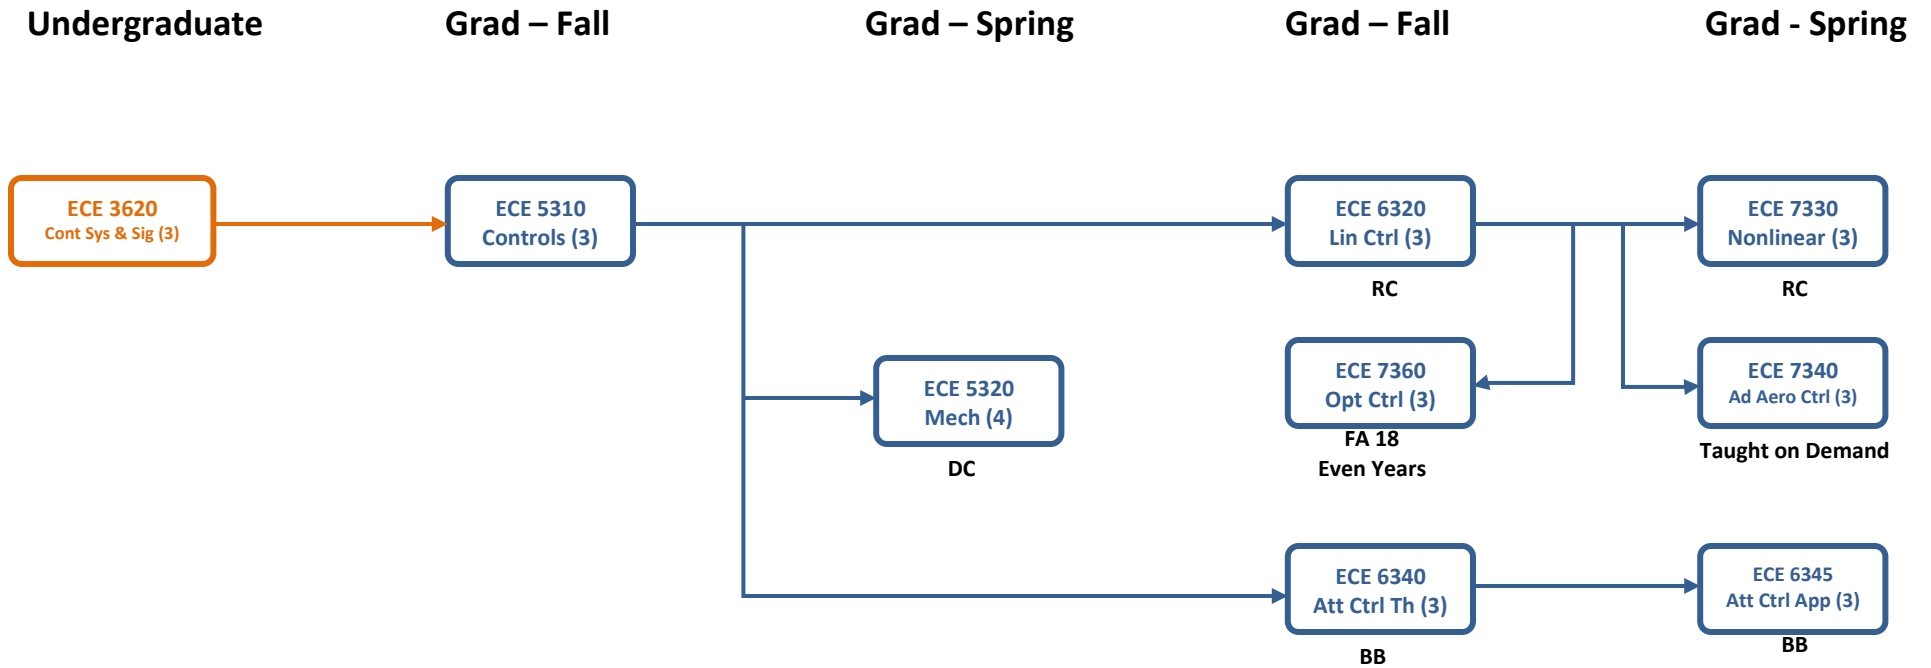 Undergraduate
Grad – Fall
Grad – Spring
Grad – Fall
Grad - Spring
ECE 3620
Cont Sys & Sig (3)
ECE 5310
Controls (3)
ECE 6320
Lin Ctrl (3)
RC
ECE 7330
Nonlinear (3)
RC
ECE 5320
Mech (4)
DC
ECE 7360
Opt Ctrl (3)
FA 18
Even Years
ECE 7340
Ad Aero Ctrl (3)
Taught on Demand
ECE 6340
Att Ctrl Th (3)
BB
ECE 6345
Att Ctrl App (3)
BB